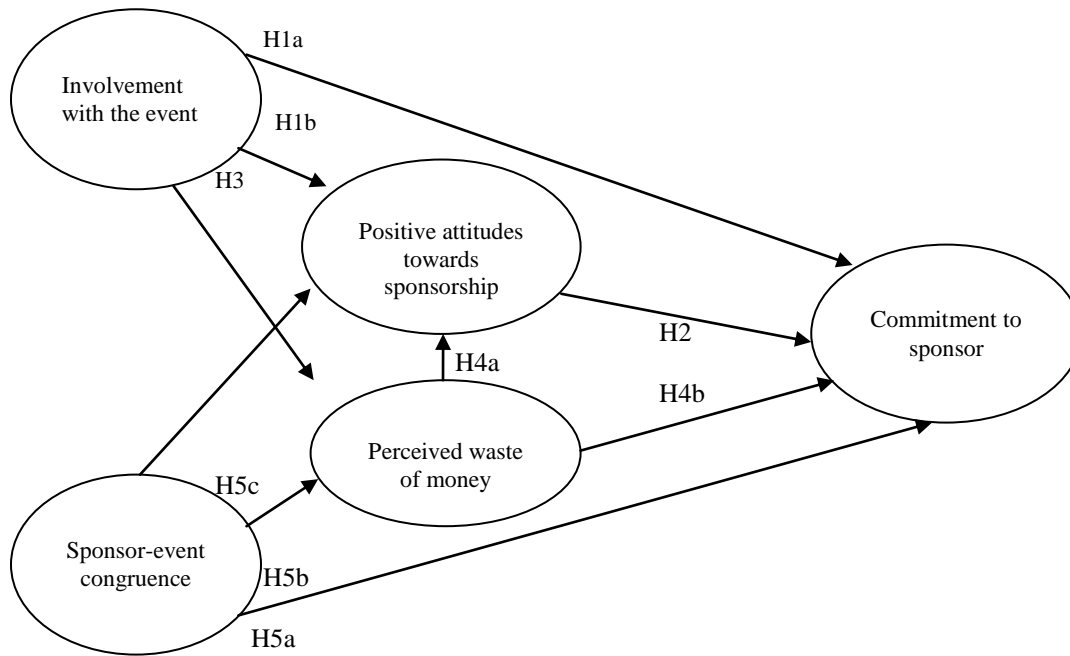 H1a
Involvement
with the event
H1b
H3
Positive attitudes
towards
sponsorship
Commitment to
sponsor
H2
H4a
H4b
Perceived waste
of money
H5c
Sponsor-event
congruence
H5b
H5a